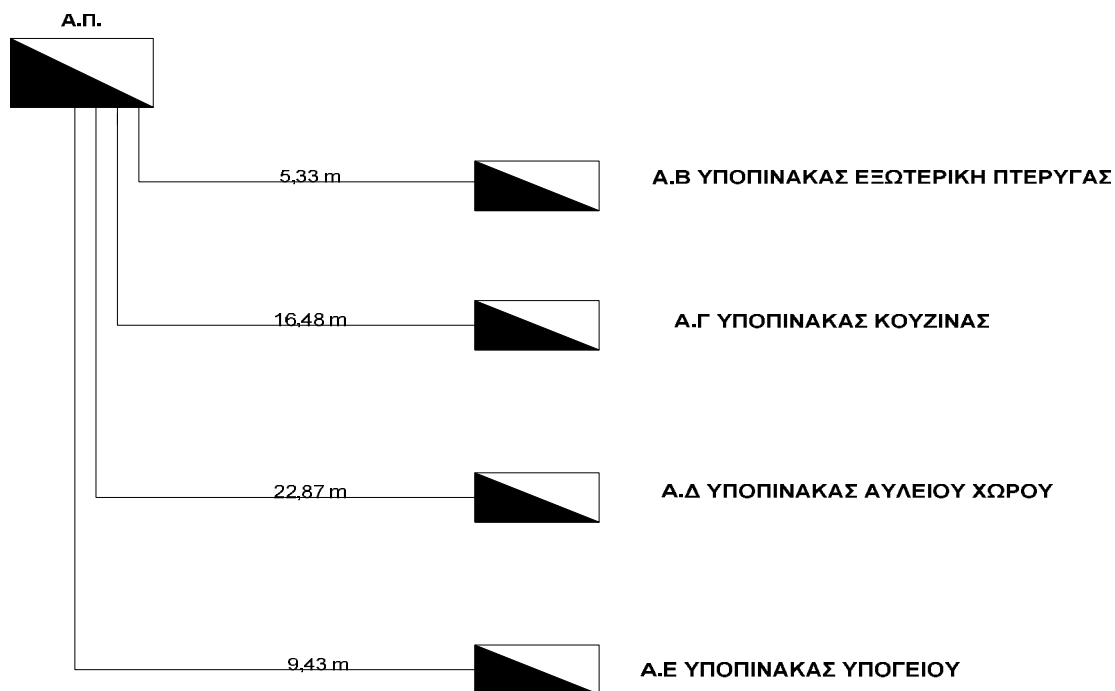 Α.Π.
5,33 m
Α.Β ΥΠΟΠΙΝΑΚΑΣ ΕΞΩΤΕΡΙΚΗ ΠΤΕΡΥΓΑΣ
16,48 m
Α.Γ ΥΠΟΠΙΝΑΚΑΣ ΚΟΥΖΙΝΑΣ
22,87 m
Α.Δ ΥΠΟΠΙΝΑΚΑΣ ΑΥΛΕΙΟΥ ΧΩΡΟΥ
9,43 m
Α.Ε ΥΠΟΠΙΝΑΚΑΣ ΥΠΟΓΕΙΟΥ